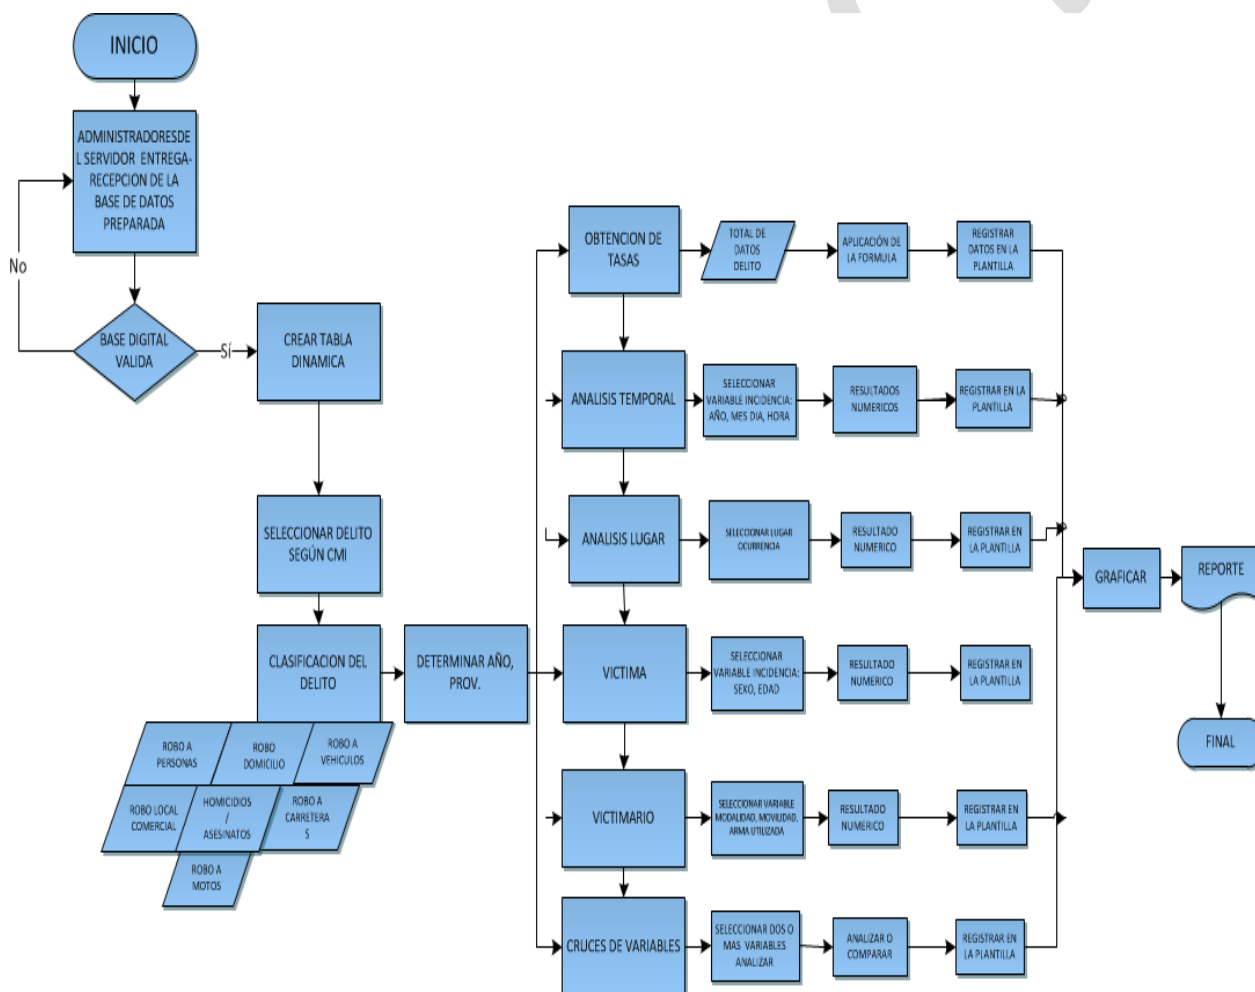 INICIO
ADMINISTRADORESDE
L SERVIDOR ENTREGA-
RECEPCION DE LA
BASE DE DATOS
PREPARADA
No
BASE DIGITAL
VALIDA
Sí
CREAR TABLA
DINAMICA
SELECCIONAR DELITO
SEGÚN CMI
CLASIFICACION DEL
DELITO
ROBO A
PERSONAS
ROBO
DOMICILIO
ROBO A
VEHICULOS
ROBO LOCAL
COMERCIAL
HOMICIDIOS
/
ASESINATOS
ROBO A
CARRETERA
S
ROBO A
MOTOS
DETERMINAR AÑO,
PROV.
OBTENCION DE
TASAS
TOTAL DE
DATOS
DELITO
APLICACIÓN DE
LA FORMULA
REGISTRAR
DATOS EN LA
PLANTILLA
ANALISIS TEMPORAL
SELECCIONAR
VARIABLE INCIDENCIA:
AÑO, MES DIA, HORA
RESULTADOS
NUMERICOS
REGISTRAR EN LA
PLANTILLA
ANALISIS LUGAR
SELECCIONAR LUGAR
OCURRENCIA
RESULTADO
NUMERICO
REGISTRAR EN
LA PLANTILLA
VICTIMA
SELECCIONAR
VARIABLE INCIDENCIA:
SEXO, EDAD
RESULTADO
NUMERICO
REGISTRAR EN
LA PLANTILLA
VICTIMARIO
SELECCIONAR VARIABLE
MODALIDAD, MOVILIDAD,
ARMA UTILIZADA
RESULTADO
NUMERICO
REGISTRAR EN
LA PLANTILLA
CRUCES DE VARIABLES
SELECCIONAR DOS O
MAS VARIABLES
ANALIZAR
ANALIZAR O
COMPARAR
REGISTRAR EN
LA PLANTILLA
GRAFICAR
REPORTE
FINAL